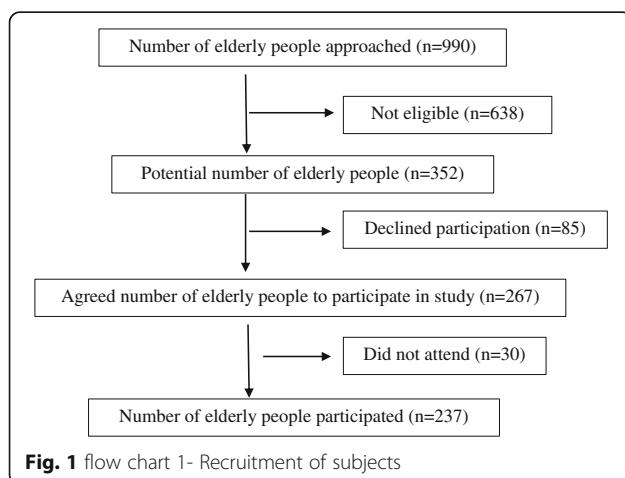 Number of elderly people approached (n=990)
Not eligible (n=638)
Potential number of elderly people (n=352)
Declined participation (n=85)
Agreed number of elderly people to participate in study (n=267)
Did not attend (n=30)
Number of elderly people participated (n=237)
Fig. 1 flow chart 1- Recruitment of subjects